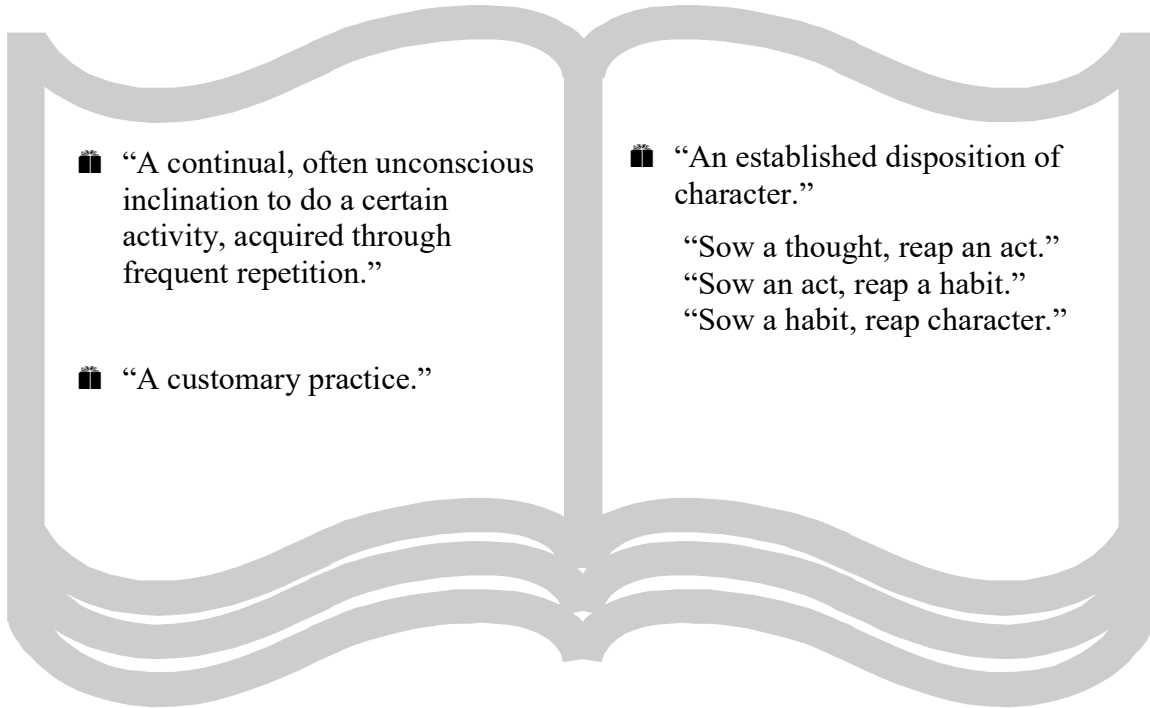 “A continual, often unconscious
inclination to do a certain
activity, acquired through
frequent repetition.”
“A customary practice.”
“An established disposition of
character.”
“Sow a thought, reap an act.”
“Sow an act, reap a habit.”
“Sow a habit, reap character.”